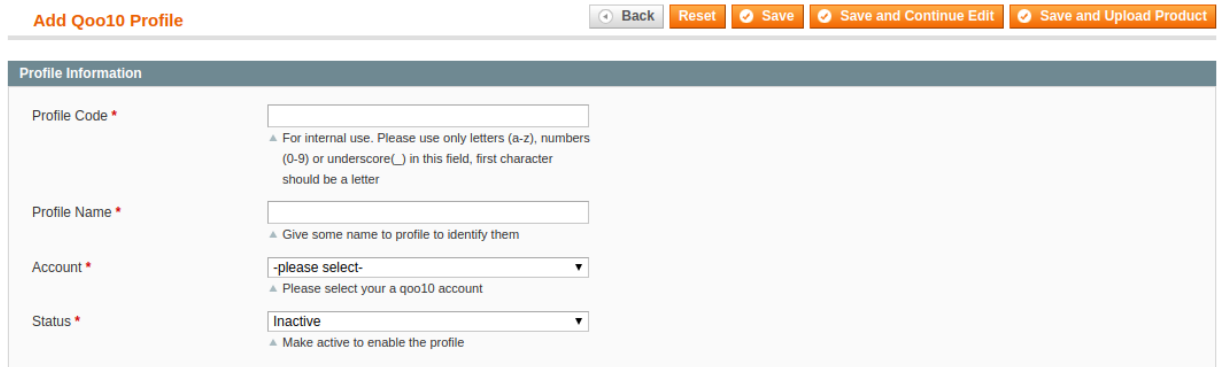 Add Qoo10 Profile
Back Reset Save Save and Continue Edit Save and Upload Product
Profile Information
Profile Code *
For internal use. Please use only letters (a-z), numbers
(0-9) or underscore(_) in this field, first character
should be a letter
Profile Name *
Give some name to profile to identify them
Account * -please select-
Please select your a qoo10 account
Status * Inactive
Make active to enable the profile